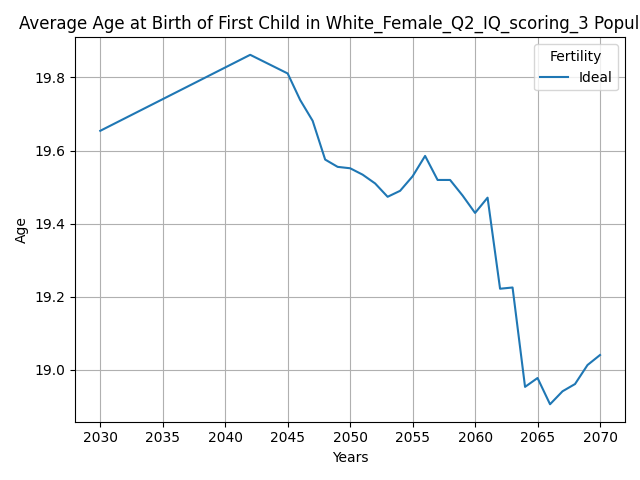 Average Age at Birth of First Child in White_Female_Q2_IQ_scoring_3 Popul
Fertility
Ideal
19.8
19.6
19.4
19.2
19.0
Age
2030 2035 2040 2045 2050 2055 2060 2065 2070
Years